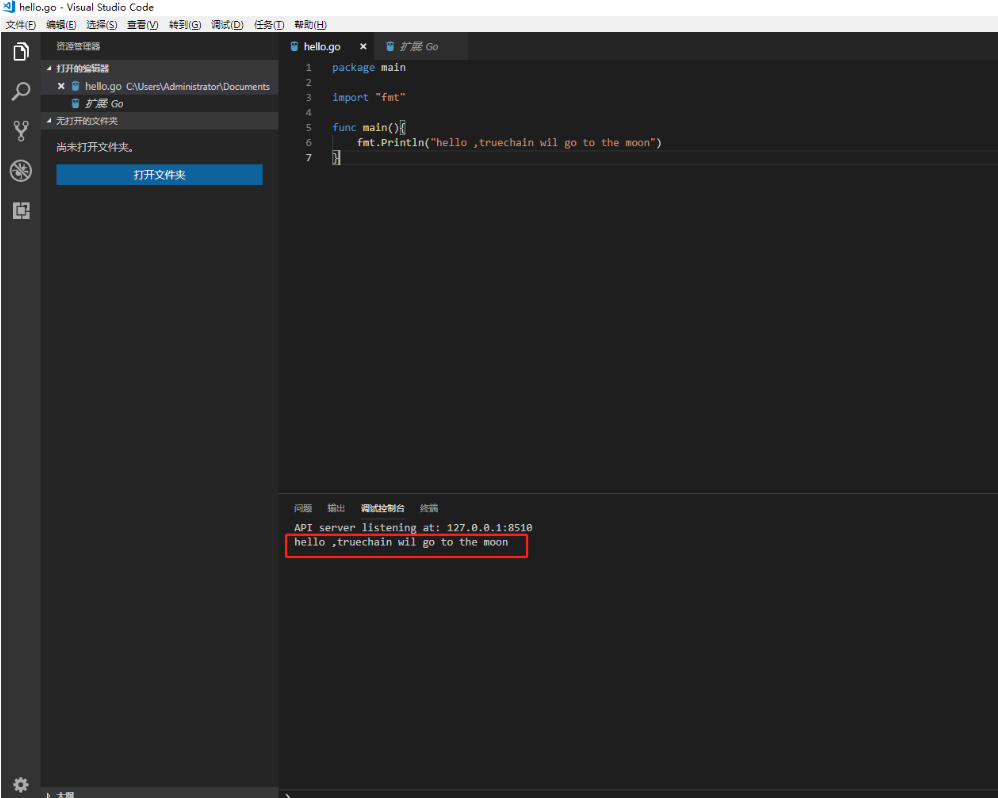 hello.go - Visual Studio Code
文件(F) 编辑(E) 选择(S) 查看(V) 转到(G) 调试(D) 任务(T) 帮助(H)
资源管理器
打开的编辑器
hello.go C:\Users\Administrator\Documents
扩展 Go
无打开的文件夹
尚未打开文件夹。
打开文件夹
大纲
hello.go 扩展 Go
1 package main
2
3 import "fmt"
4
5 func main(){
6 fmt.Println("hello ,truechain wil go to the moon")
7 }
问题 输出 调试控制台 终端
API server listening at: 127.0.0.1:8510
hello ,truechain wil go to the moon